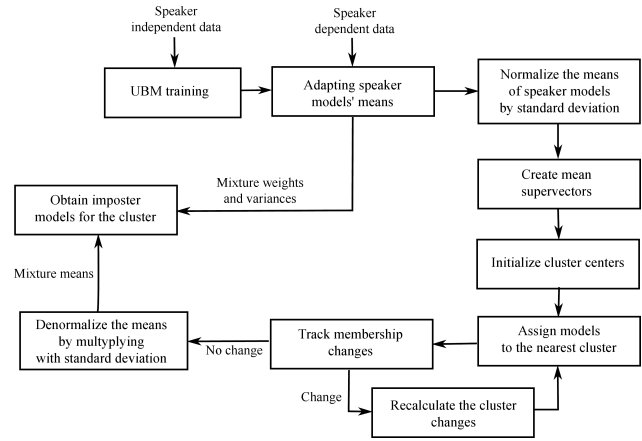 Speaker
independent data
Speaker
dependent data
UBM training
Adapting speaker
models' means
Normalize the means
of speaker models
by standard deviation
Mixture weights
and variances
Create mean
supervectors
Obtain imposter
models for the cluster
Initialize cluster centers
Mixture means
Denormalize the means
by multyplying
with standard deviation
No change
Track membership
changes
Assign models
to the nearest cluster
Change
Recalculate the cluster
changes